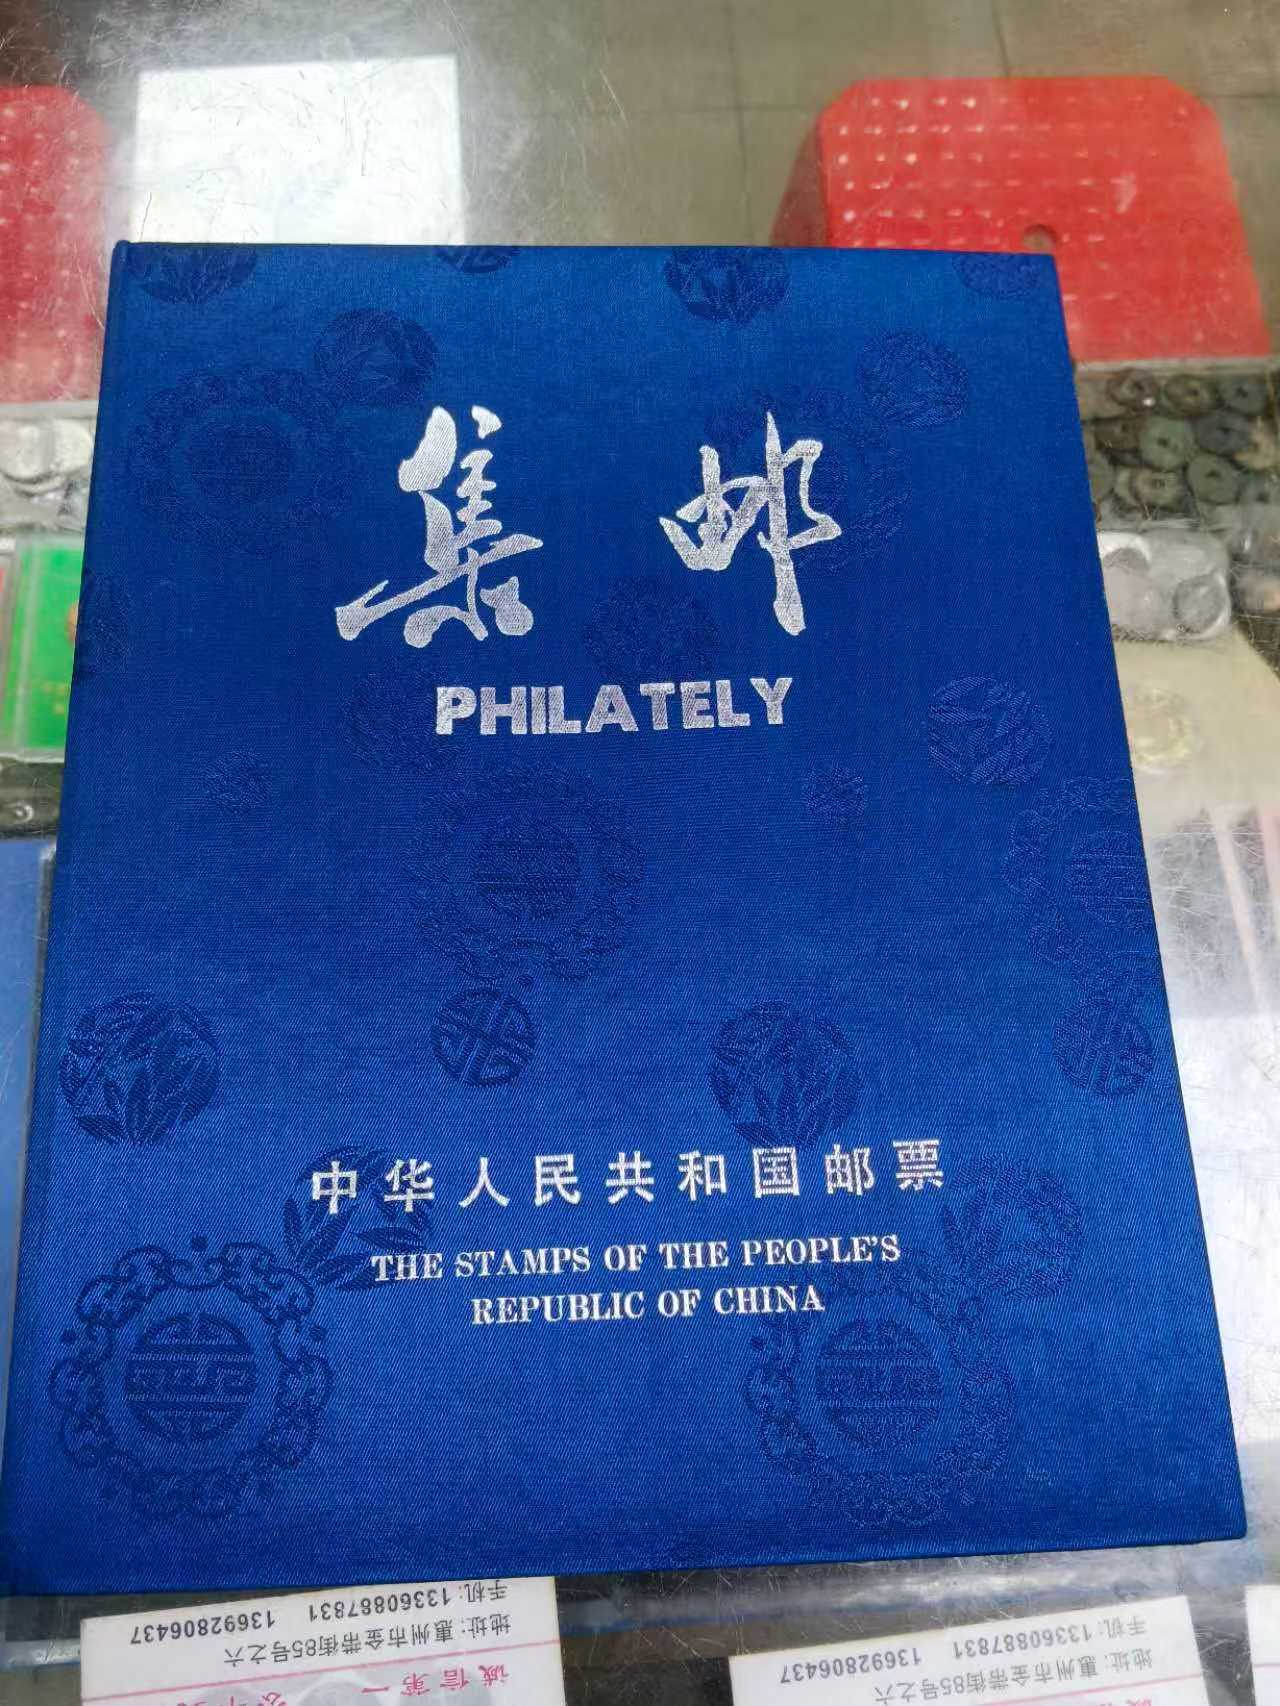 集邮
PHILATELY
中华人民共和国邮票
THE STAMPS OF THE PEOPLE'S
REPUBLIC OF CHINA
手机:13360887831 13692806437
地址:惠州市金带街85号之六
诚信第一
手机:13360887831 13692806437
地址:惠州市金带街85号之六